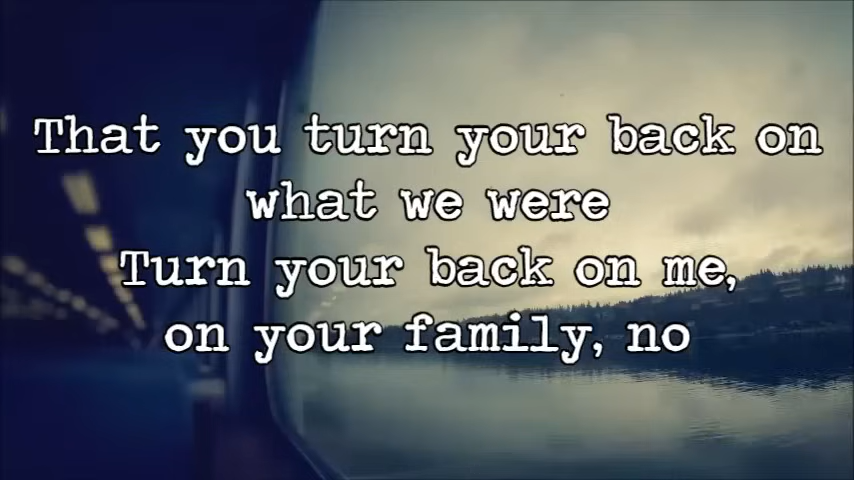 That you turn your back on
what we were
Turn your back on me,
on your family, no